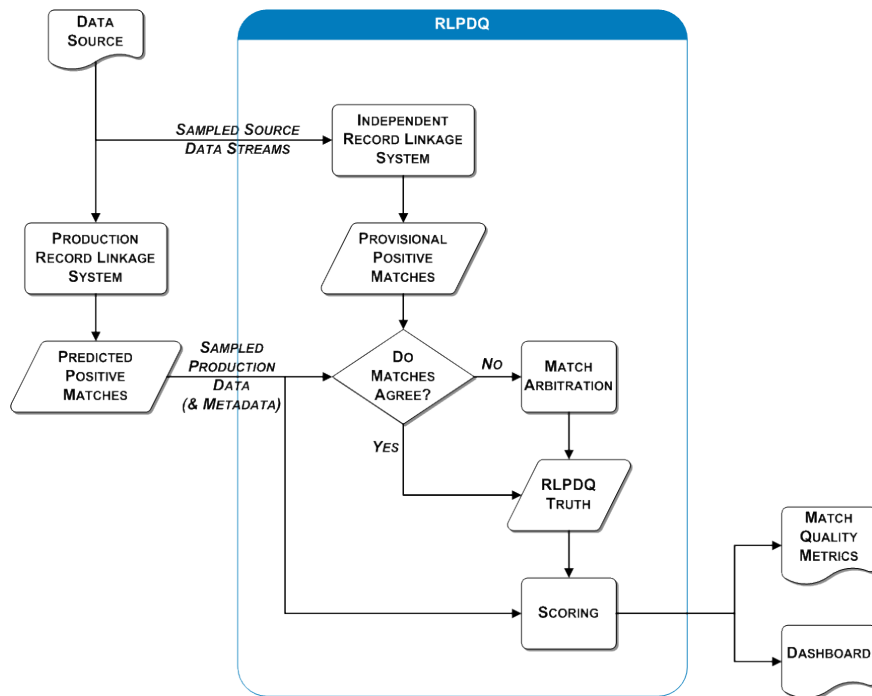 RLPDQ
DATA
SOURCE
SAMPLED SOURCE
DATA STREAMS
INDEPENDENT
RECORD LINKAGE
SYSTEM
PRODUCTION
RECORD LINKAGE
SYSTEM
PROVISIONAL
POSITIVE
MATCHES
PREDICTED
POSITIVE
MATCHES
SAMPLED
PRODUCTION
DATA
(& METADATA)
DO
MATCHES
AGREE?
NO
MATCH
ARBITRATION
YES
RLPDQ
TRUTH
MATCH
QUALITY
METRICS
SCORING
DASHBOARD